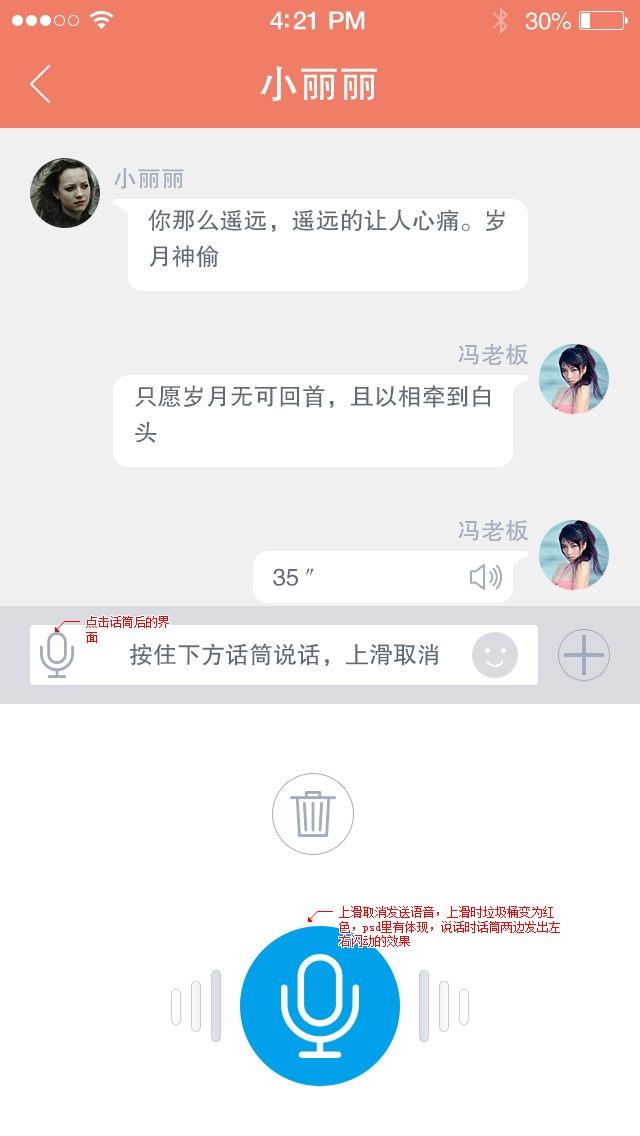 4:21 PM
30%
小丽丽
小丽丽
你那么遥远，遥远的让人心痛。岁
月神偷
冯老板
只愿岁月无可回首，且以相牵到白
头
冯老板
35″
点击话筒后的界
面
按住下方话筒说话，上滑取消
上滑取消发送语音，上滑时垃圾桶变为红
色，psd里有体现，说话时话筒两边发出左
右闪动的效果